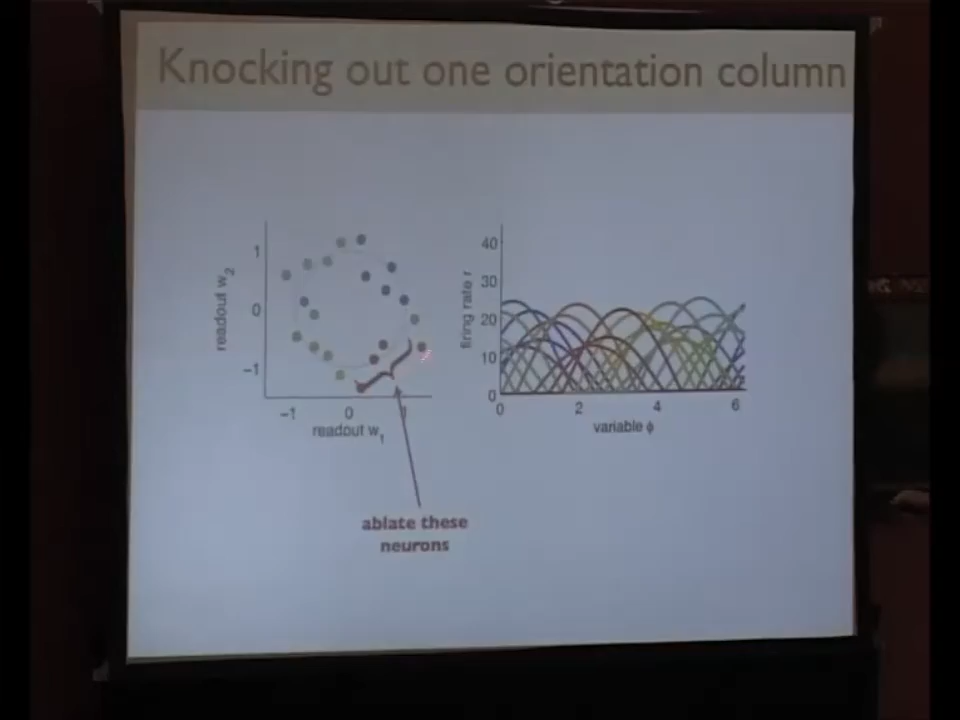 Knocking out one orientation column
readout w2
1
0
−1
−1
0
1
readout w1
firing rate r
40
30
20
10
0
0
2
4
6
variable ϕ
ablate these
neurons